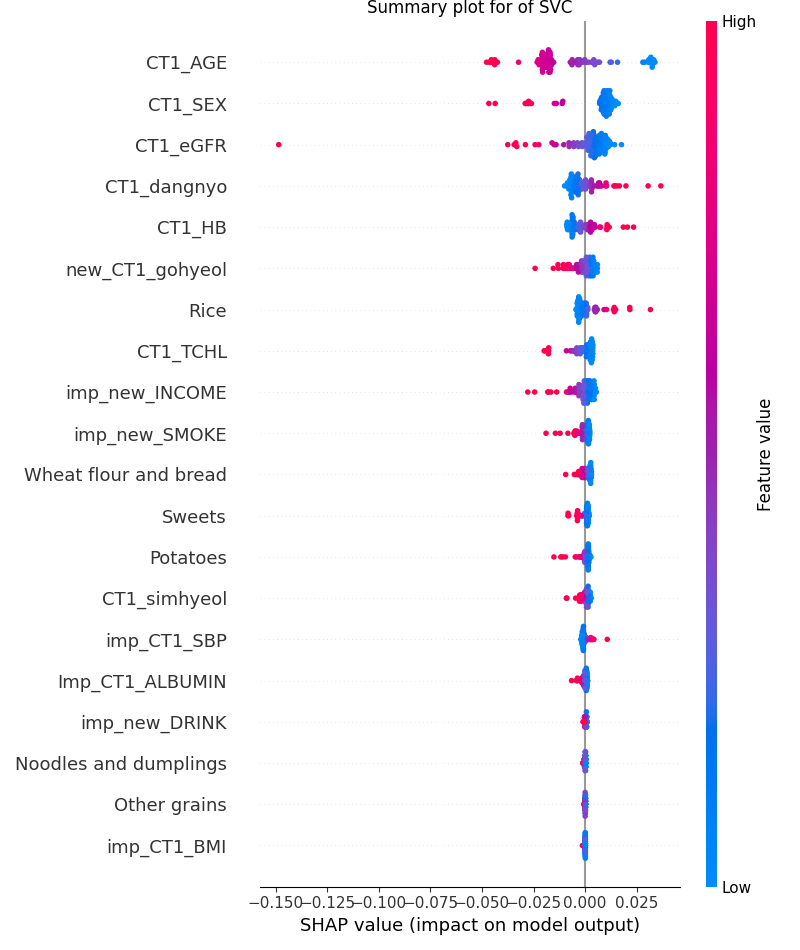 Summary plot for of SVC
High
CT1_AGE
CT1_SEX
CT1_eGFR
CT1_dangnyo
CT1_HB
new_CT1_gohyeol
Rice
CT1_TCHL
imp_new_INCOME
imp_new_SMOKE
Wheat flour and bread
Sweets
Potatoes
CT1_simhyeol
imp_CT1_SBP
Imp_CT1_ALBUMIN
imp_new_DRINK
Noodles and dumplings
Other grains
imp_CT1_BMI
Feature value
Low
−0.150−0.125−0.100−0.075−0.050−0.025 0.000 0.025
SHAP value (impact on model output)